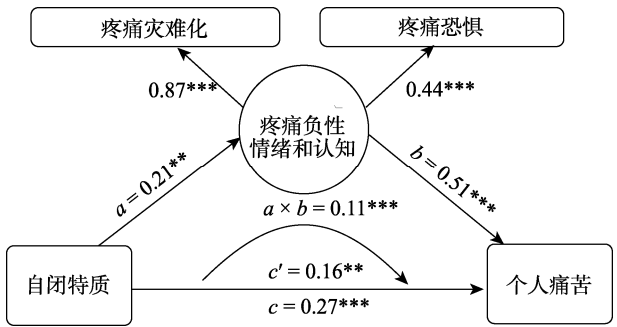 疼痛灾难化
疼痛恐惧
0.87***
0.44***
疼痛负性
情绪和认知
a = 0.21**
b = 0.51***
a × b = 0.11***
自闭特质
c′ = 0.16**
c = 0.27***
个人痛苦